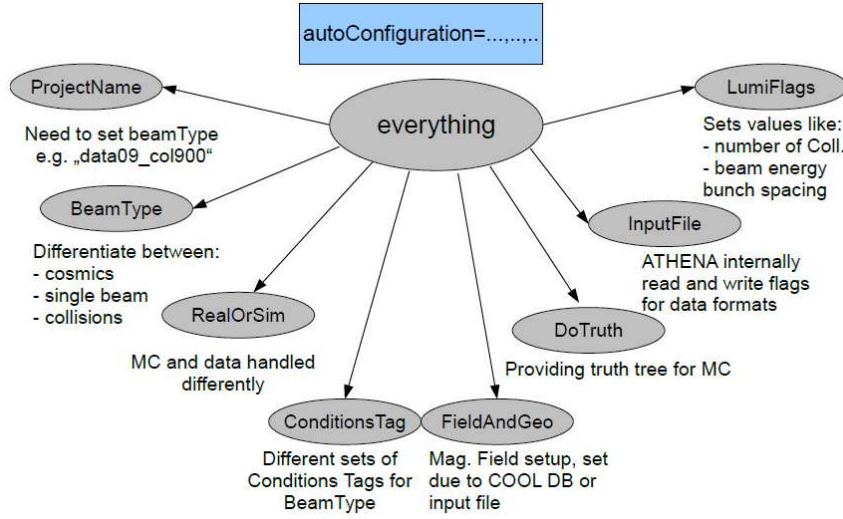 autoConfiguration=...,..,..
everything
ProjectName
Need to set beamType
e.g. „data09_col900“
BeamType
Differentiate between:
- cosmics
- single beam
- collisions
RealOrSim
MC and data handled
differently
ConditionsTag
Different sets of
Conditions Tags for
BeamType
FieldAndGeo
Mag. Field setup, set
due to COOL DB or
input file
DoTruth
Providing truth tree for MC
InputFile
ATHENA internally
read and write flags
for data formats
LumiFlags
Sets values like:
- number of Coll.
- beam energy
bunch spacing